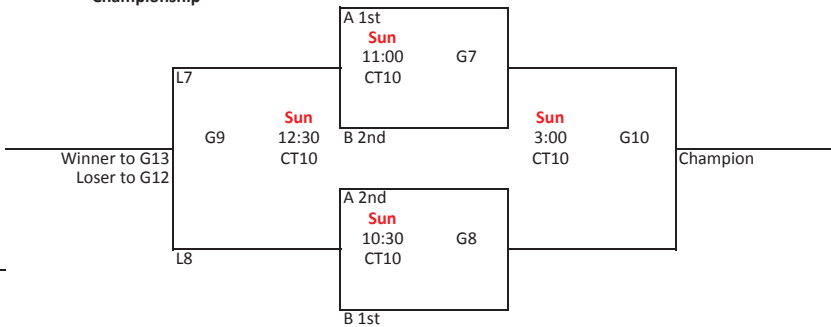 Championship
A 1st
Sun
11:00 G7
CT10
L7
Sun Sun
G9 12:30 B 2nd 3:00 G10
Winner to G13 CT10 CT10 Champion
Loser to G12
A 2nd
Sun
10:30 G8
L8 CT10
B 1st